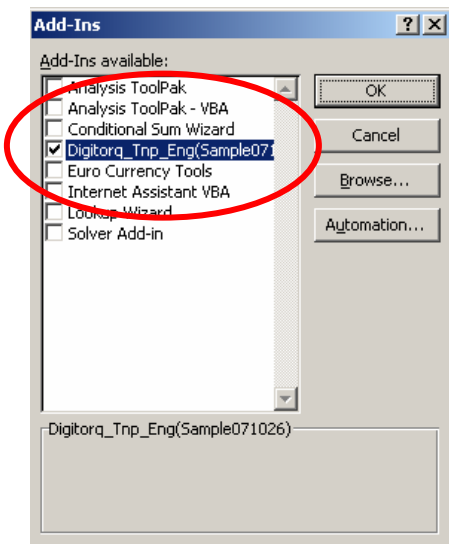 Add-Ins
Add-Ins available:
Analysis ToolPak
Analysis ToolPak - VBA
Conditional Sum Wizard
Digitorq_Tnp_Eng(Sample071
Euro Currency Tools
Internet Assistant VBA
Lookup Wizard
Solver Add-in
OK
Cancel
Browse...
Automation...
Digitorq_Tnp_Eng(Sample071026)